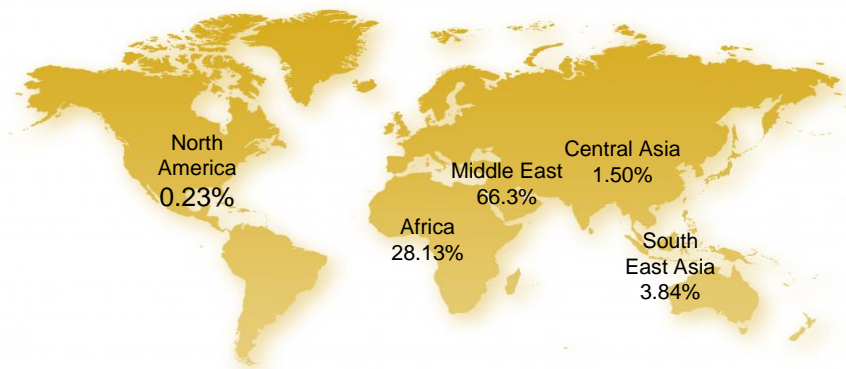 North
America
0.23%
Middle East
66.3%
Central Asia
1.50%
Africa
28.13%
South
East Asia
3.84%